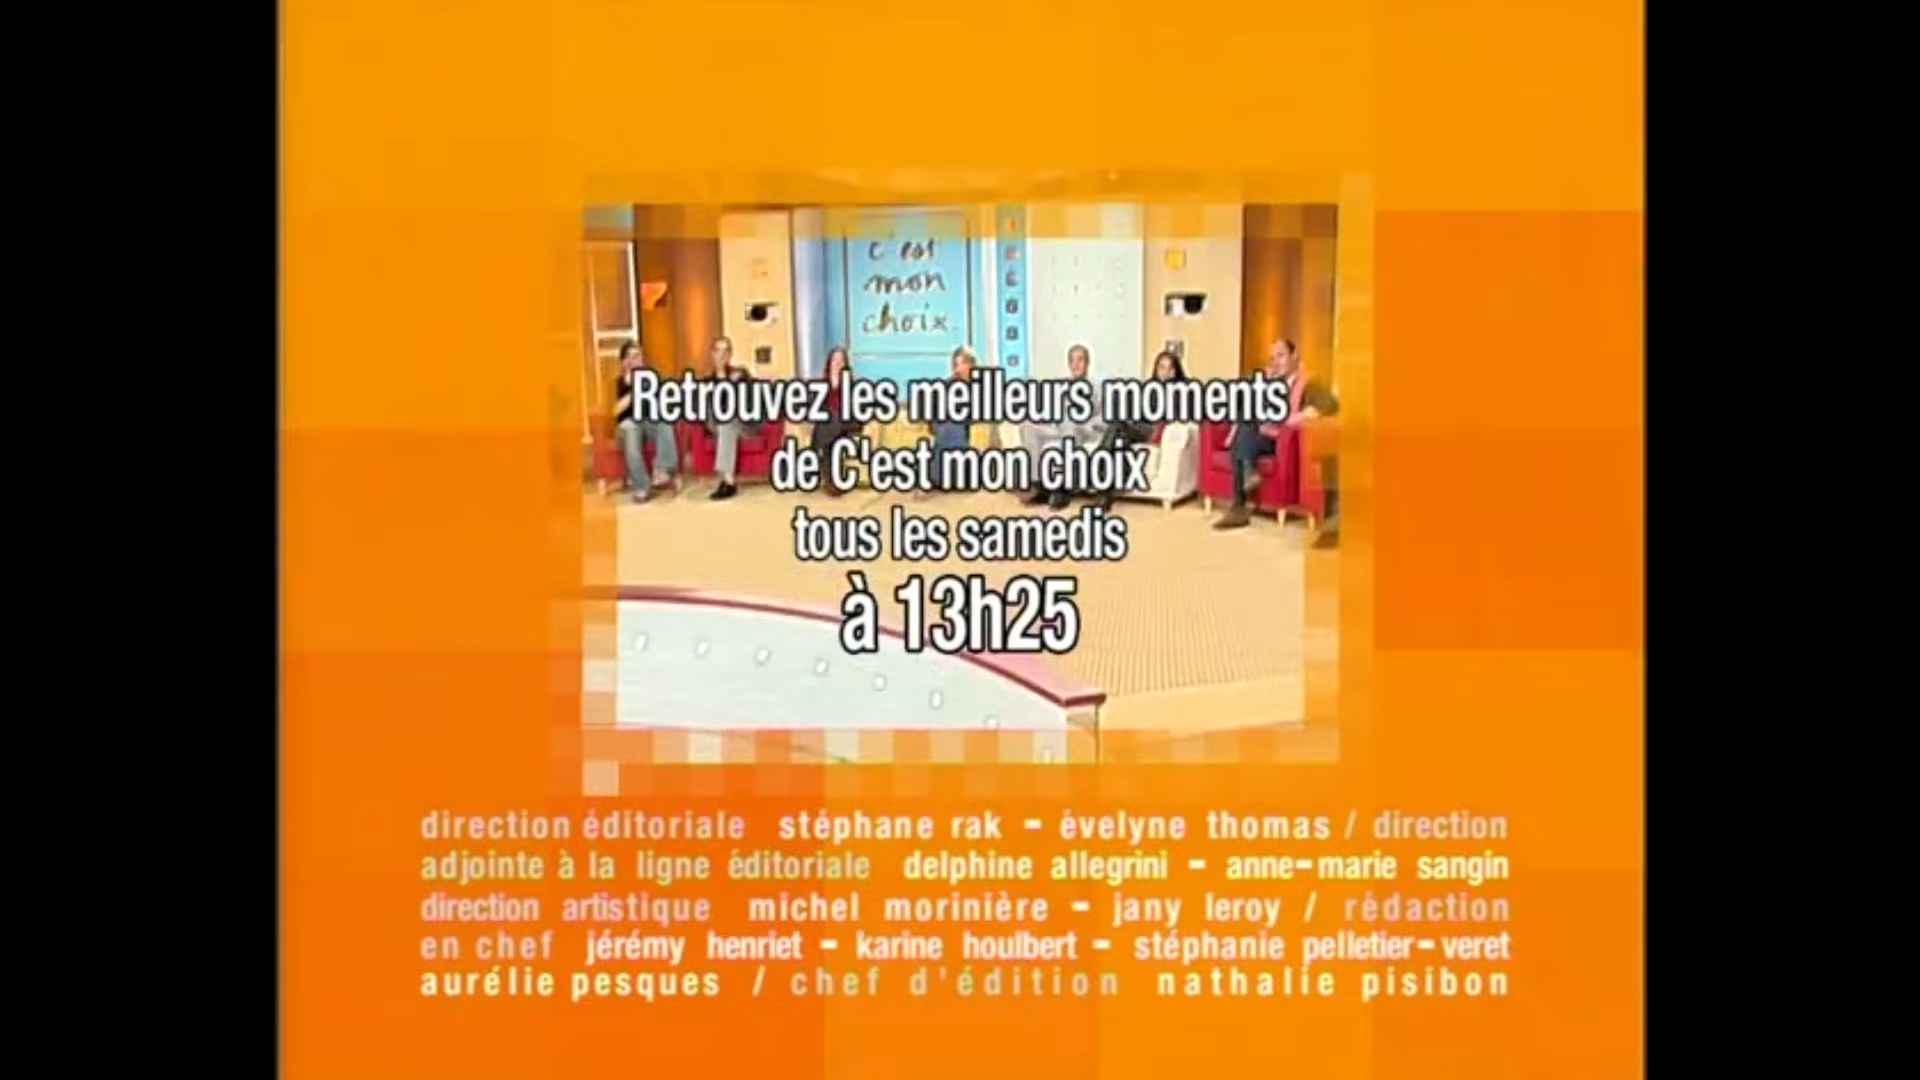 c'est
mon
choix.
Retrouvez les meilleurs moments
de C'est mon choix
tous les samedis
à 13h25
direction éditoriale stéphane rak - évelyne thomas / direction
adjointe à la ligne éditoriale delphine allegrini - anne-marie sangin
direction artistique michel morinière - jany leroy / rédaction
en chef jérémy henriet - karine houlbert - stéphanie pelletier-veret
aurélie pesques / chef d'édition nathalie pisibon